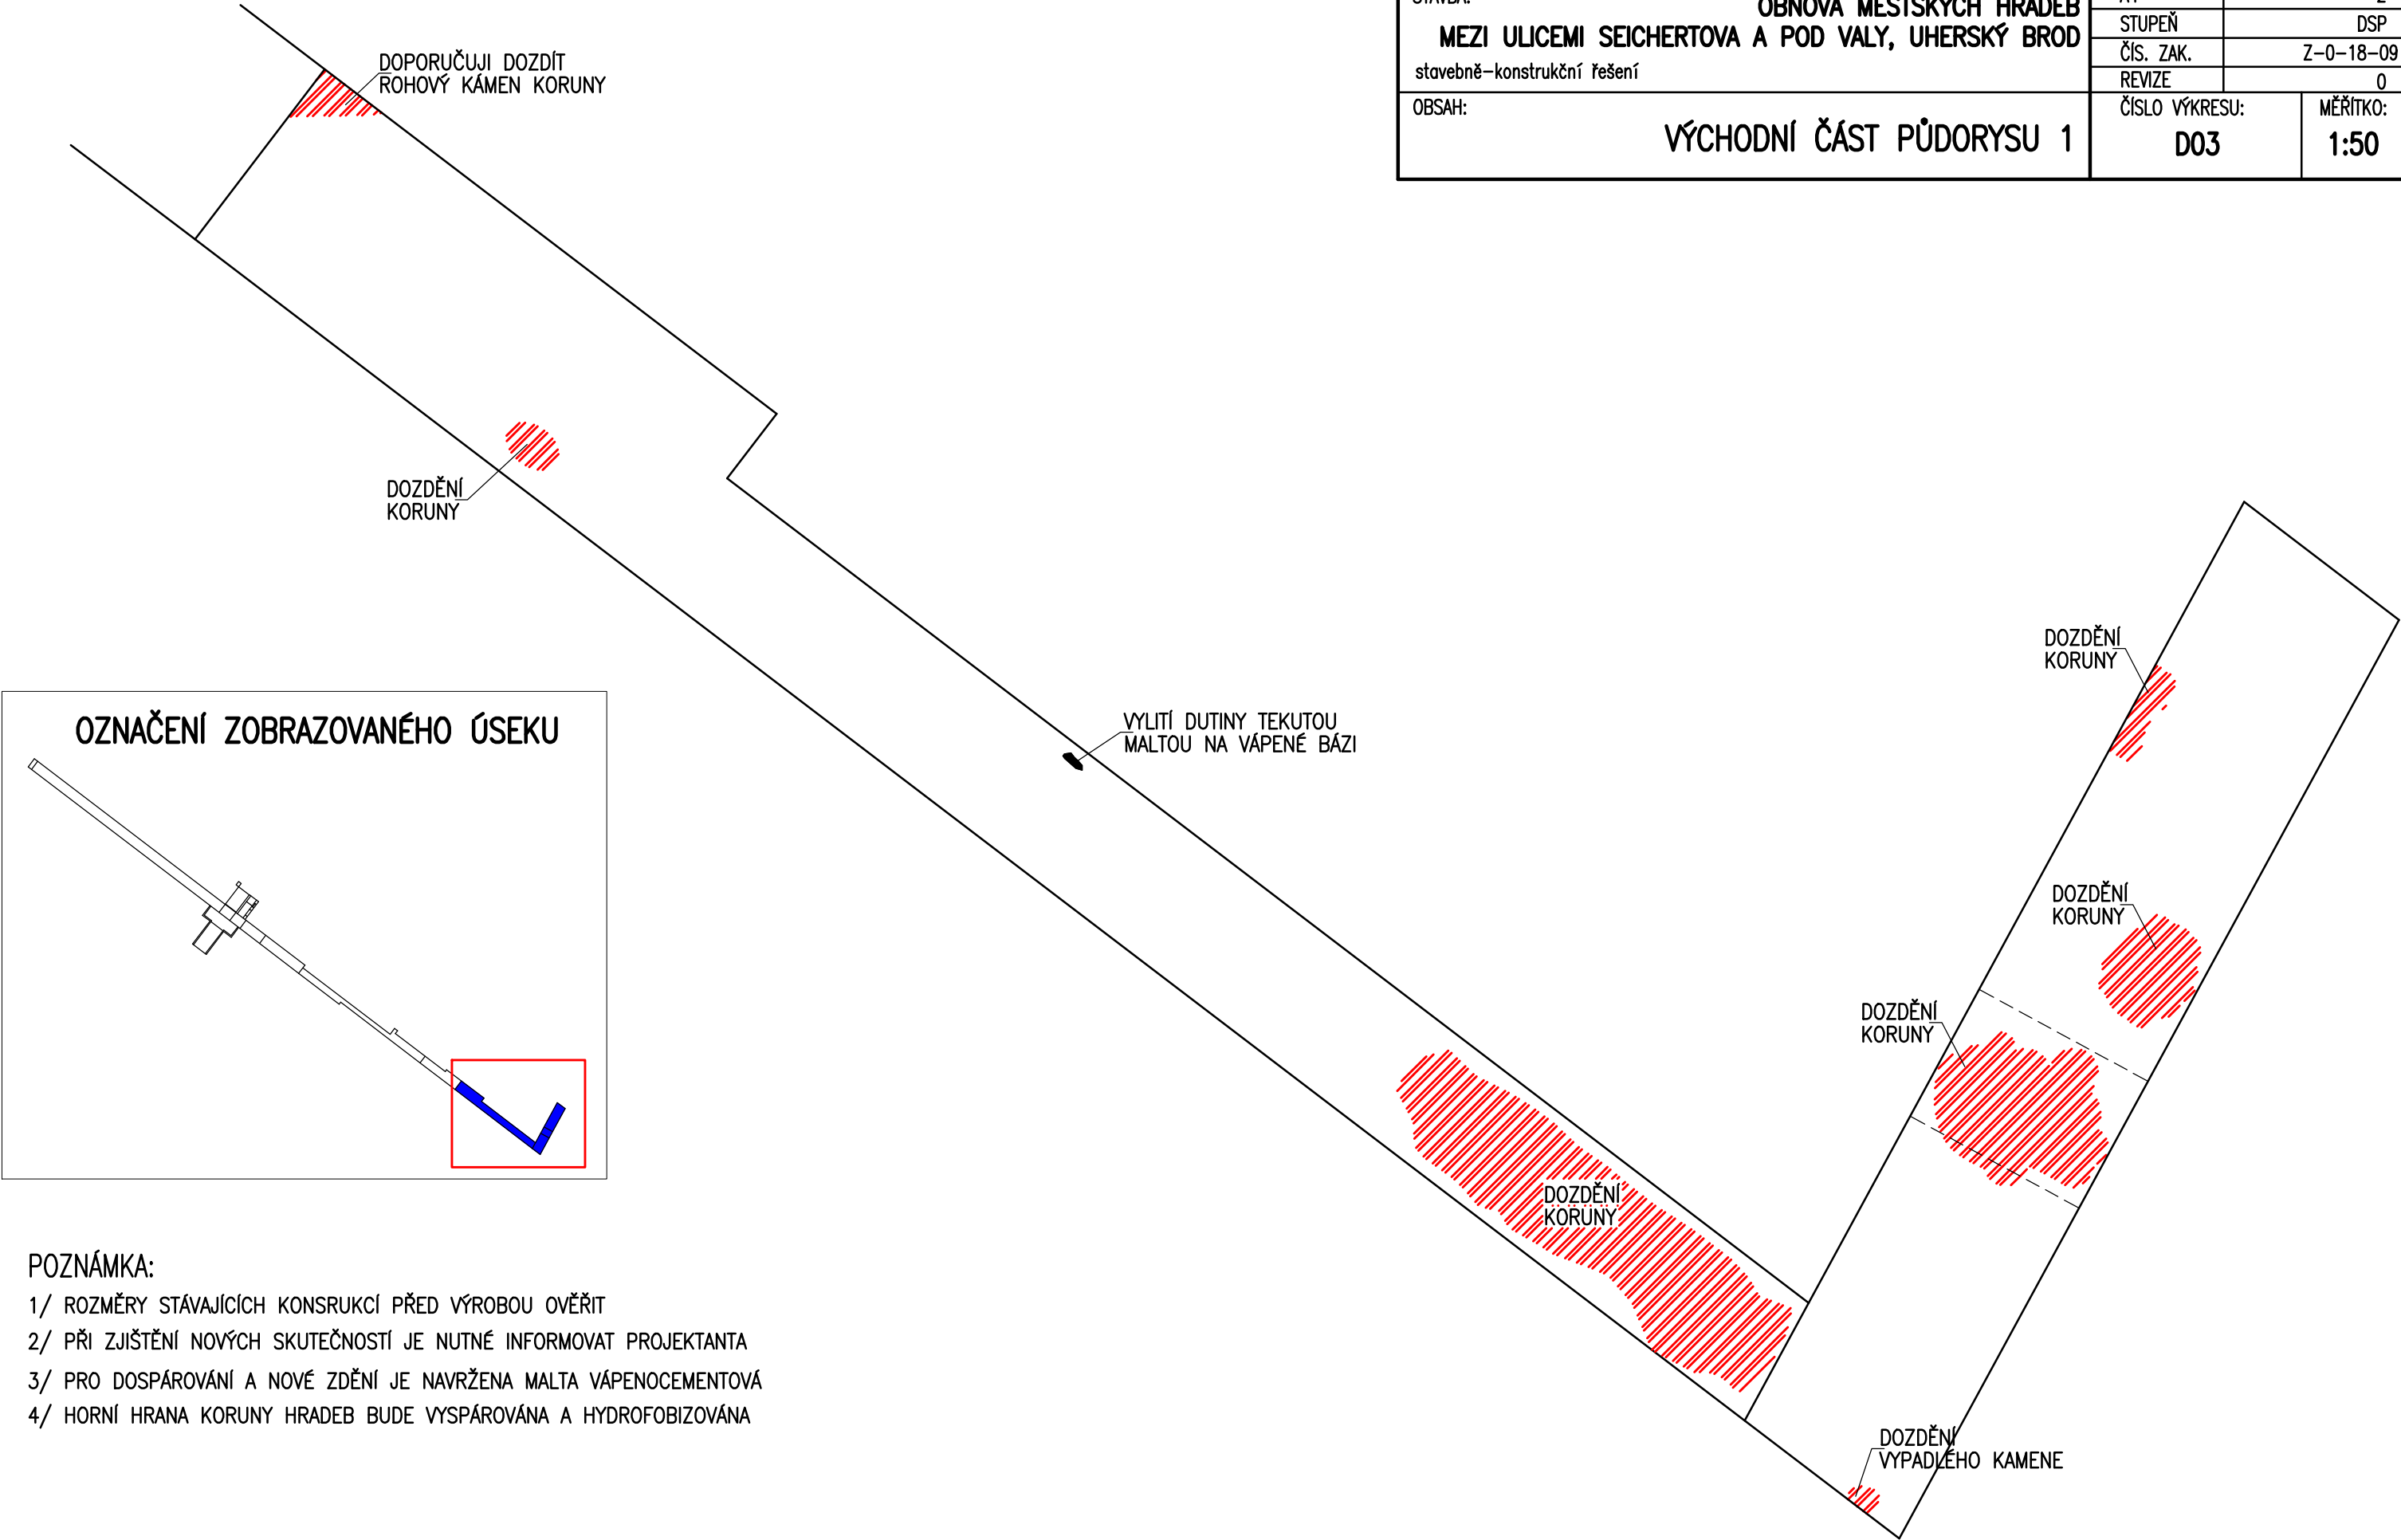 DOPORUČUJI DOZDÍT
ROHOVÝ KÁMEN KORUNY
OBNOVA MĚSTSKÝCH HRADEB
MEZI ULICEMI SEICHERTOVA A POD VALY, UHERSKÝ BROD
stavebně-konstrukční řešení
STUPEŇ DSP
ČÍS. ZAK. Z-0-18-09
REVIZE 0
OBSAH:
VÝCHODNÍ ČÁST PŮDORYSU 1
ČÍSLO VÝKRESU:
D03
MĚŘÍTKO:
1:50
DOZDĚNÍ
KORUNY
DOZDĚNÍ
KORUNY
VYLITÍ DUTINY TEKUTOU
MALTOU NA VÁPENÉ BÁZI
OZNAČENÍ ZOBRAZOVANÉHO ÚSEKU
DOZDĚNÍ
KORUNY
DOZDĚNÍ
KORUNY
DOZDĚNÍ
KORUNY
POZNÁMKA:
1/ ROZMĚRY STÁVAJÍCÍCH KONSRUKCÍ PŘED VÝROBOU OVĚŘIT
2/ PŘI ZJIŠTĚNÍ NOVÝCH SKUTEČNOSTÍ JE NUTNÉ INFORMOVAT PROJEKTANTA
3/ PRO DOSPÁROVÁNÍ A NOVÉ ZDĚNÍ JE NAVRŽENA MALTA VÁPENOCEMENTOVÁ
4/ HORNÍ HRANA KORUNY HRADEB BUDE VYSPÁROVÁNA A HYDROFOBIZOVÁNA
DOZDĚNÍ
VYPADLÉHO KAMENE